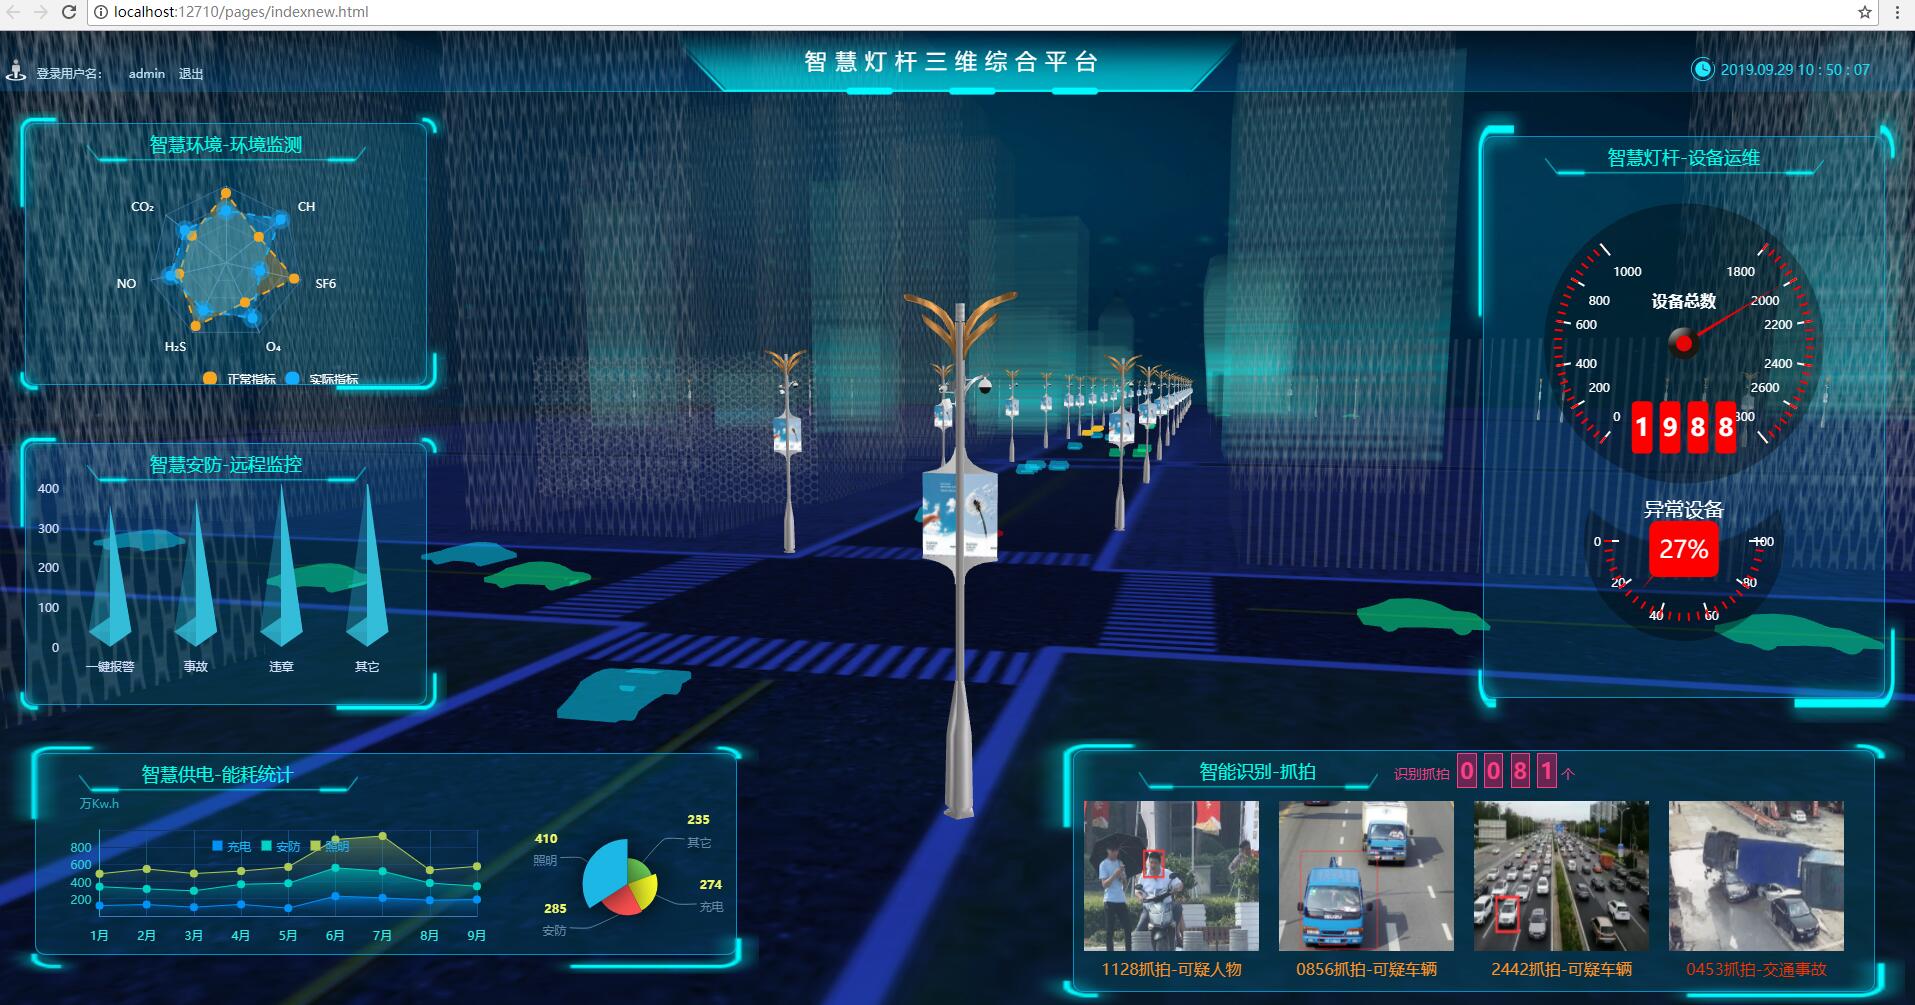 localhost:12710/pages/indexnew.html
登录用户名: admin 退出
智慧灯杆三维综合平台
2019.09.29 10 : 50 : 07
智慧环境-环境监测
CO₂
CH
NO
SF6
H₂S
O₄
正常指标 实际指标
智慧安防-远程监控
400
300
200
100
0
一键报警 事故 违章 其它
智慧供电-能耗统计
万Kw.h
充电 安防 照明
800
600
400
200
1月 2月 3月 4月 5月 6月 7月 8月 9月
235
其它
410
照明
274
充电
285
安防
智慧灯杆-设备运维
1000 1800
800 设备总数 2000
600 2200
400 2400
200 2600
0 1 9 8 8
异常设备
0 27% 100
20 80
40 60
智能识别-抓拍
识别抓拍 0 0 8 1 个
1128抓拍-可疑人物
0856抓拍-可疑车辆
2442抓拍-可疑车辆
0453抓拍-交通事故